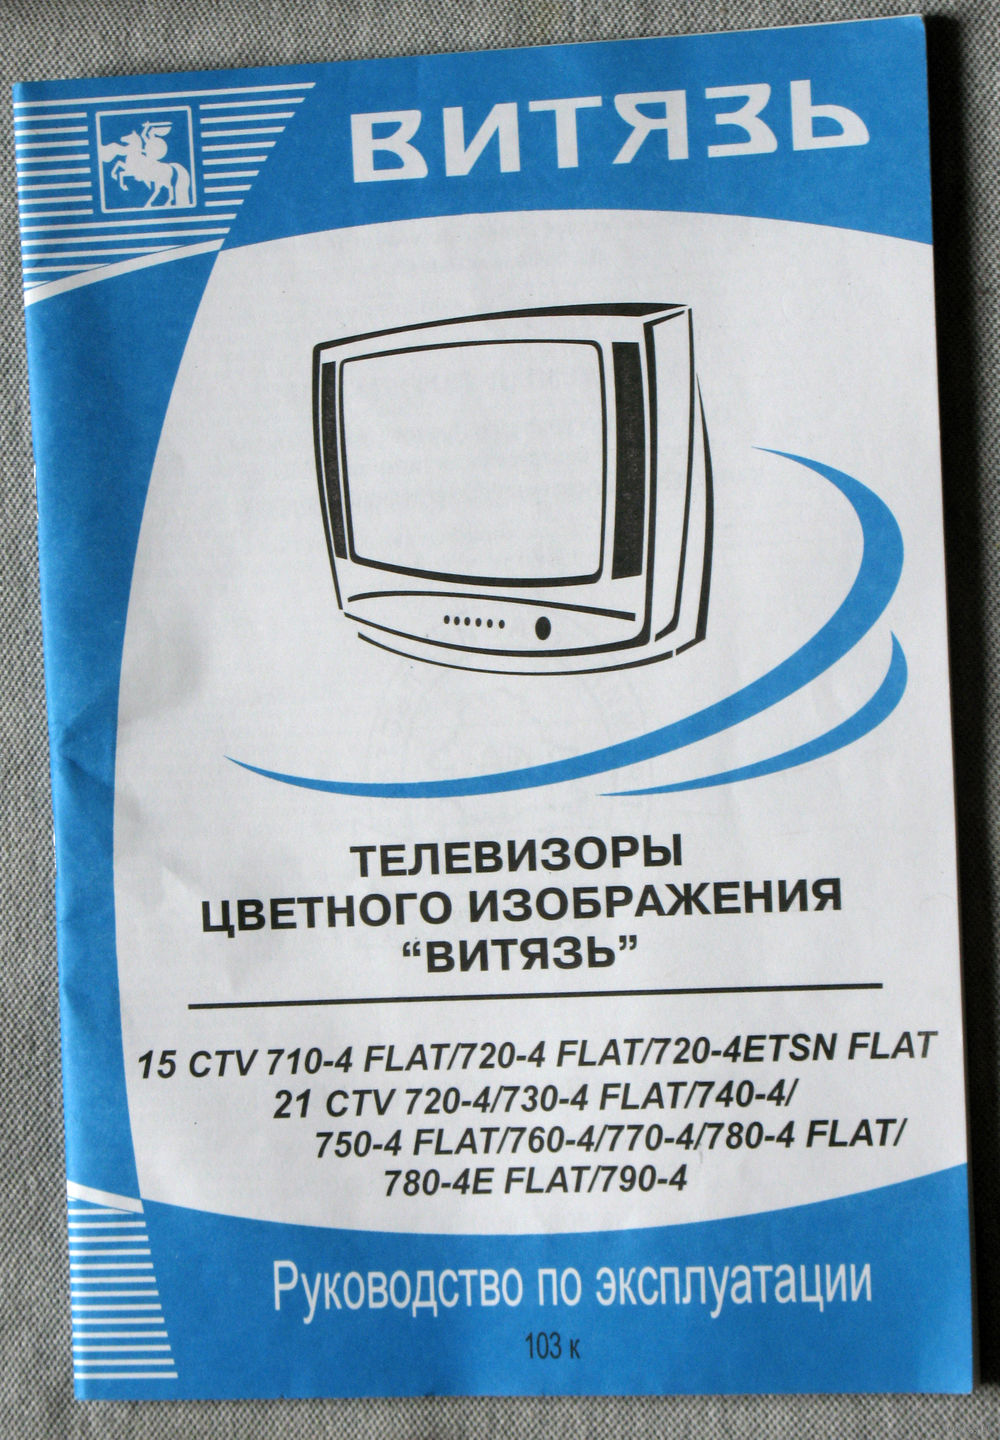 ВИТЯЗЬ
ТЕЛЕВИЗОРЫ
ЦВЕТНОГО ИЗОБРАЖЕНИЯ
“ВИТЯЗЬ”
15 CTV 710-4 FLAT/720-4 FLAT/720-4ETSN FLAT
21 CTV 720-4/730-4 FLAT/740-4/
750-4 FLAT/760-4/770-4/780-4 FLAT/
780-4E FLAT/790-4
Руководство по эксплуатации
103 к